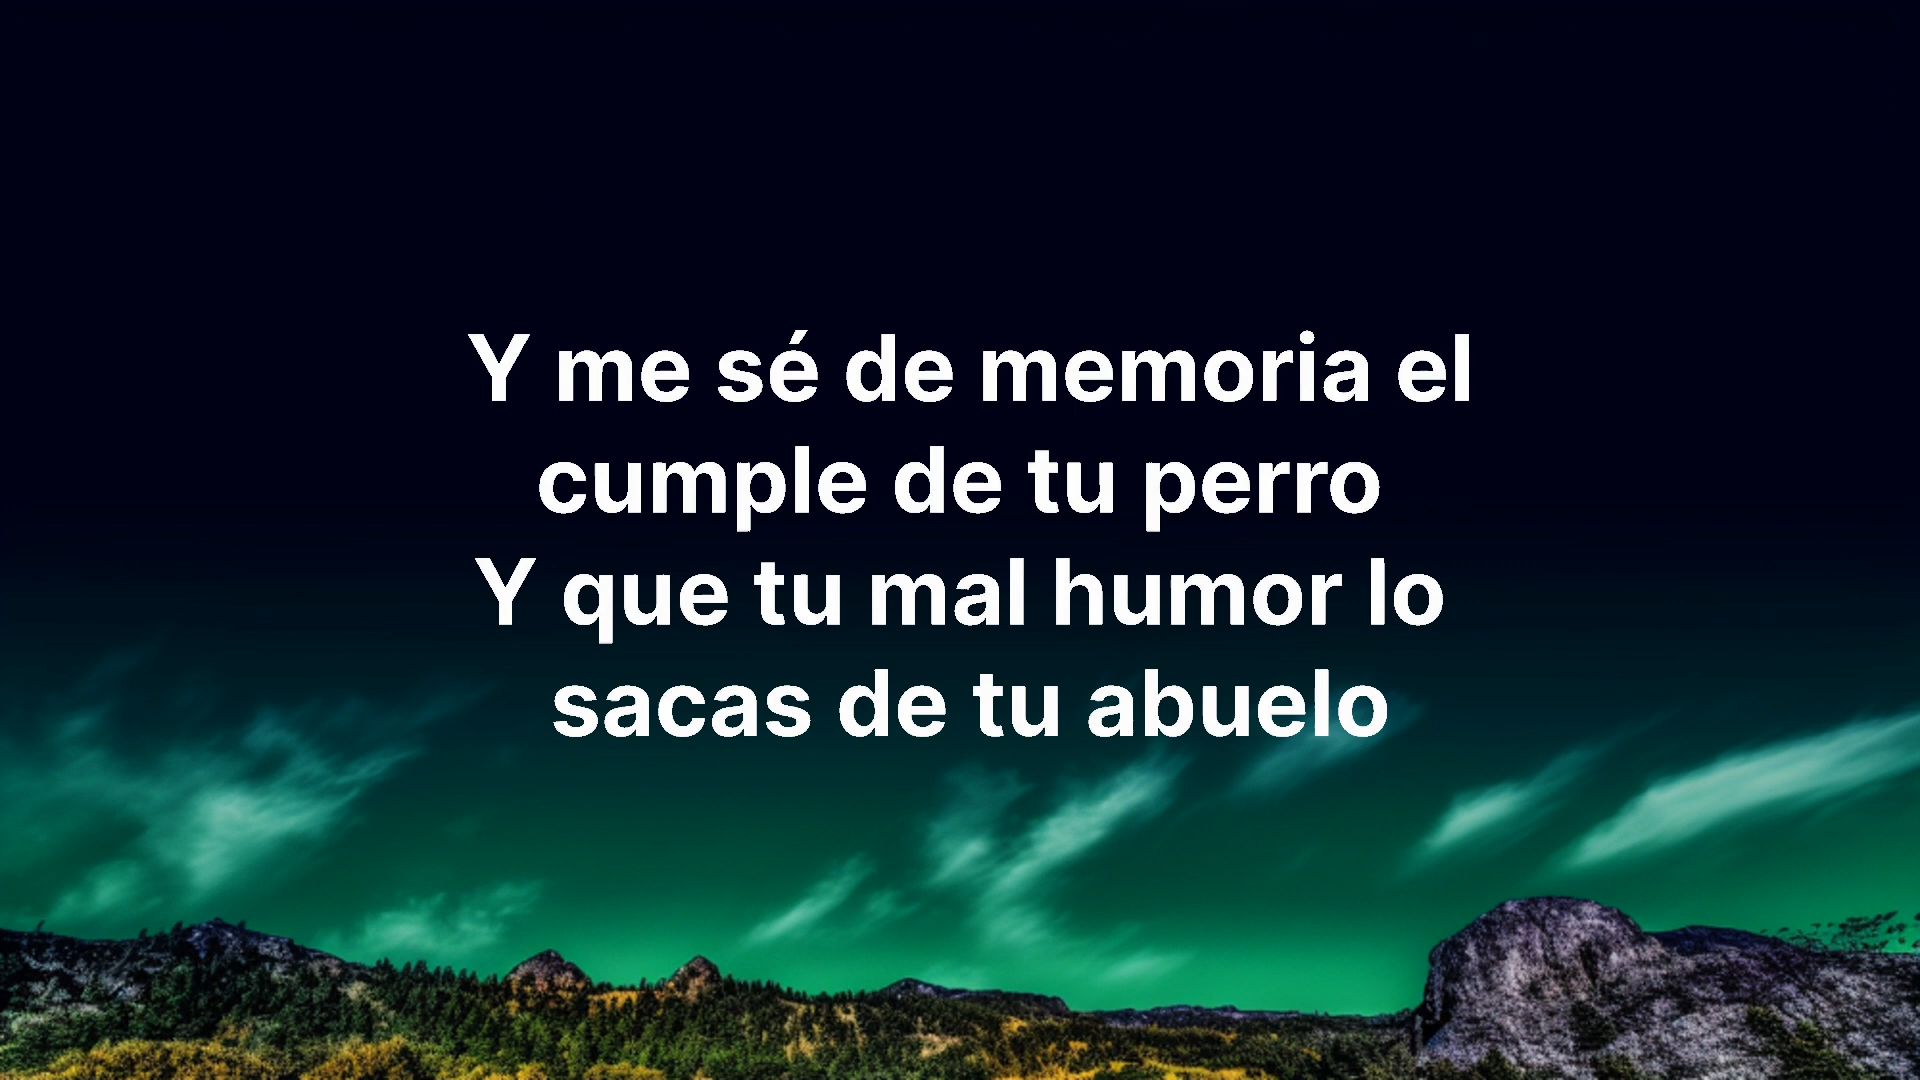 Y me sé de memoria el
cumple de tu perro
Y que tu mal humor lo
sacas de tu abuelo